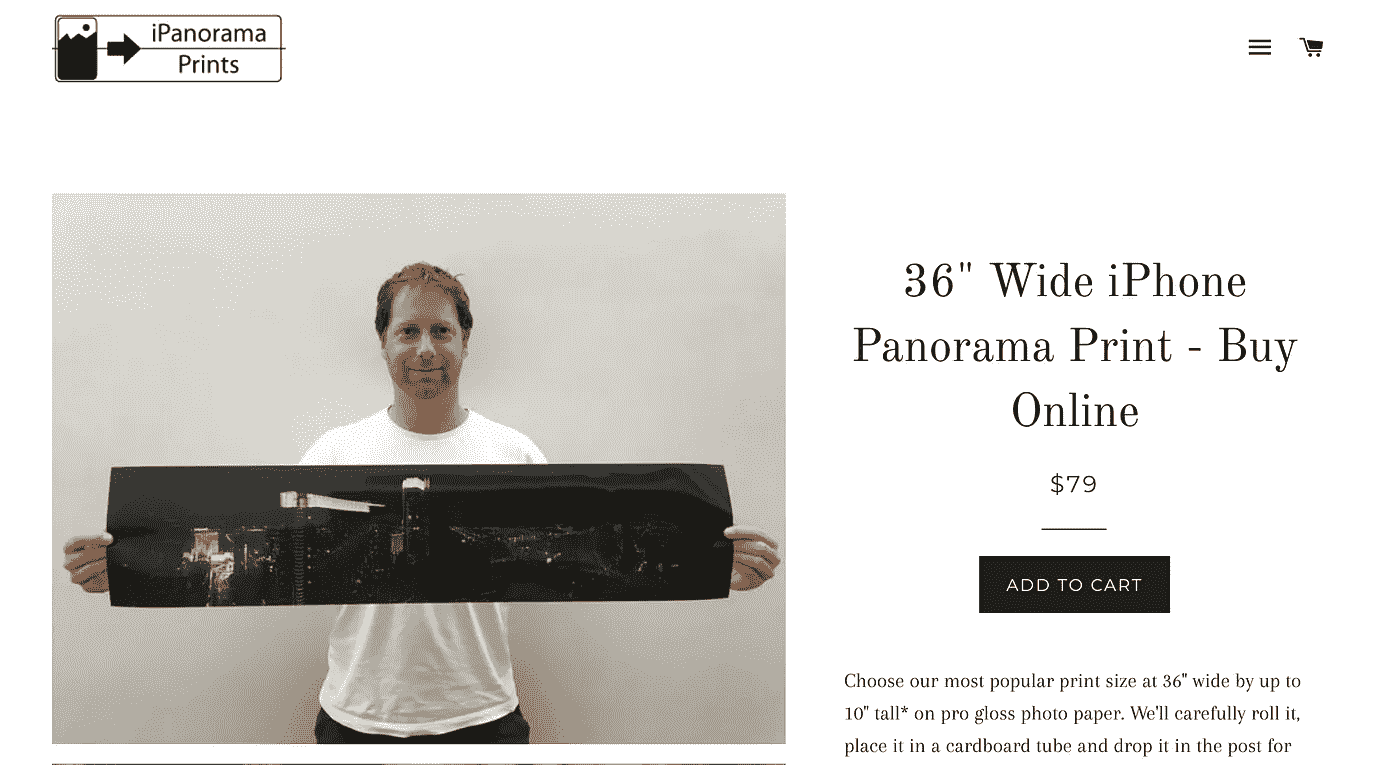 iPanorama
Prints
36" Wide iPhone
Panorama Print - Buy
Online
$79
ADD TO CART
Choose our most popular print size at 36" wide by up to
10" tall* on pro gloss photo paper. We'll carefully roll it,
place it in a cardboard tube and drop it in the post for